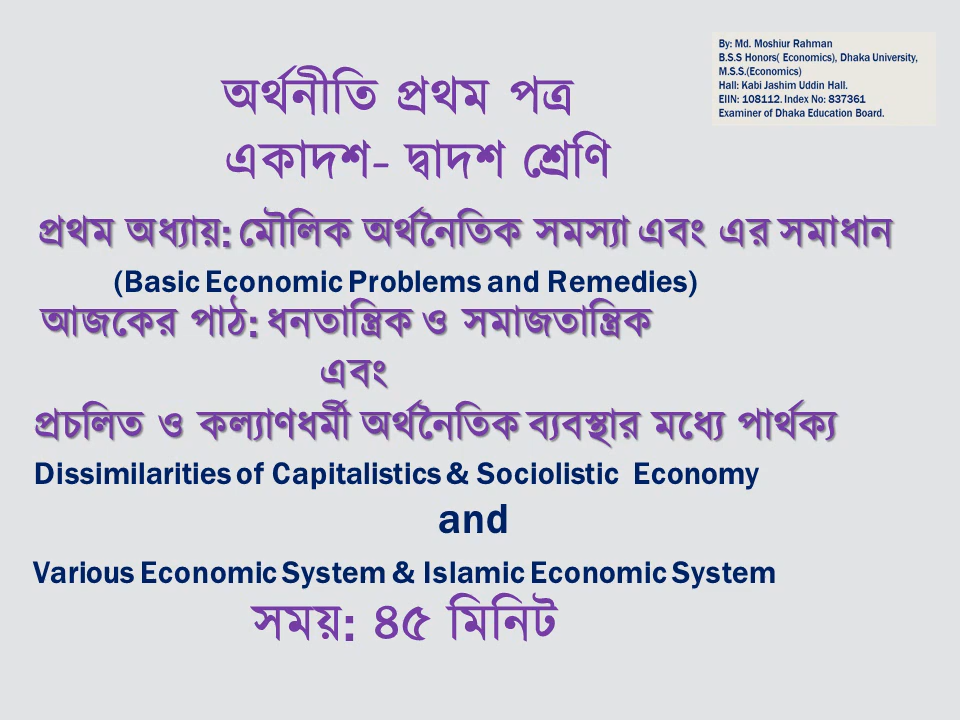 By: Md. Moshiur Rahman
B.S.S Honors( Economics), Dhaka University,
M.S.S.(Economics)
Hall: Kabi Jashim Uddin Hall.
EIIN: 108112. Index No: 837361
Examiner of Dhaka Education Board.
অর্থনীতি প্রথম পত্র
একাদশ- দ্বাদশ শ্রেণি
প্রথম অধ্যায়: মৌলিক অর্থনৈতিক সমস্যা এবং এর সমাধান
(Basic Economic Problems and Remedies)
আজকের পাঠ: ধনতান্ত্রিক ও সমাজতান্ত্রিক
এবং
প্রচলিত ও কল্যাণধর্মী অর্থনৈতিক ব্যবস্থার মধ্যে পার্থক্য
Dissimilarities of Capitalistics & Sociolistic Economy
and
Various Economic System & Islamic Economic System
সময়: ৪৫ মিনিট